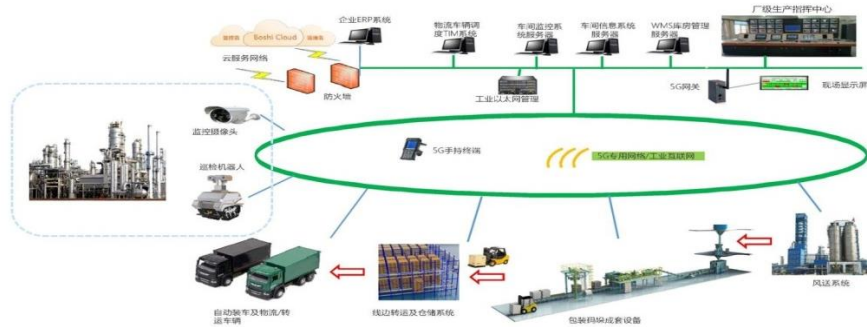 厂级生产指挥中心
企业ERP系统
物流车辆调
度TIM系统
车间监控系
统服务器
车间信息系
统服务器
WMS库房管理
服务器
Boshi Cloud
云服务网络
防火墙
工业以太网管理
5G网关
现场显示屏
监控摄像头
5G手持终端
5G专用网络/工业互联网
巡检机器人
自动装车及物流/转
运车辆
线边转运及仓储系统
包装码垛成套设备
风送系统